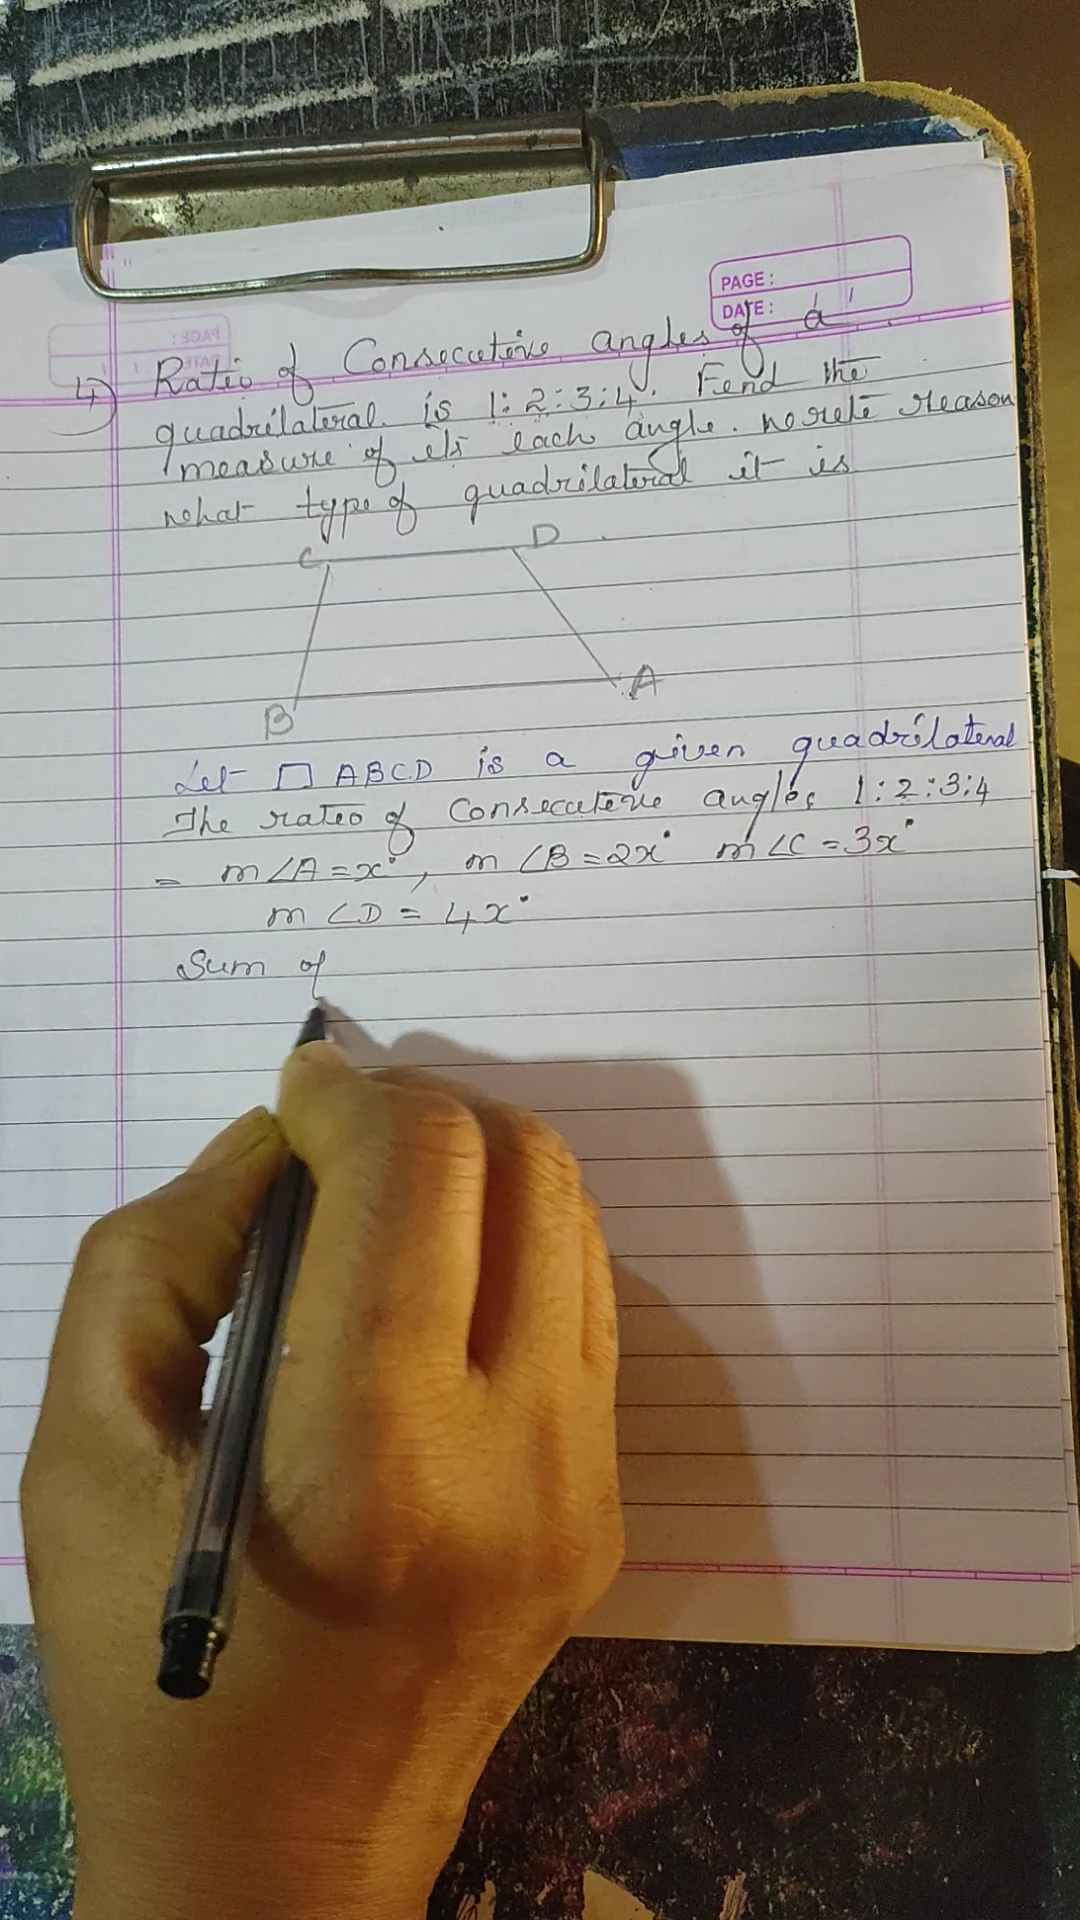 PAGE:
DATE:
4) Ratio of Consecutive angles of a
quadrilateral is 1:2:3:4. Find the
measure of its each angle. write reason
what type of quadrilateral it is
C D
B A
Let □ ABCD is a given quadrilateral
The ratio of Consecutive angles 1:2:3:4
= m∠A = x°, m∠B = 2x° m∠C = 3x°
m∠D = 4x°
Sum of